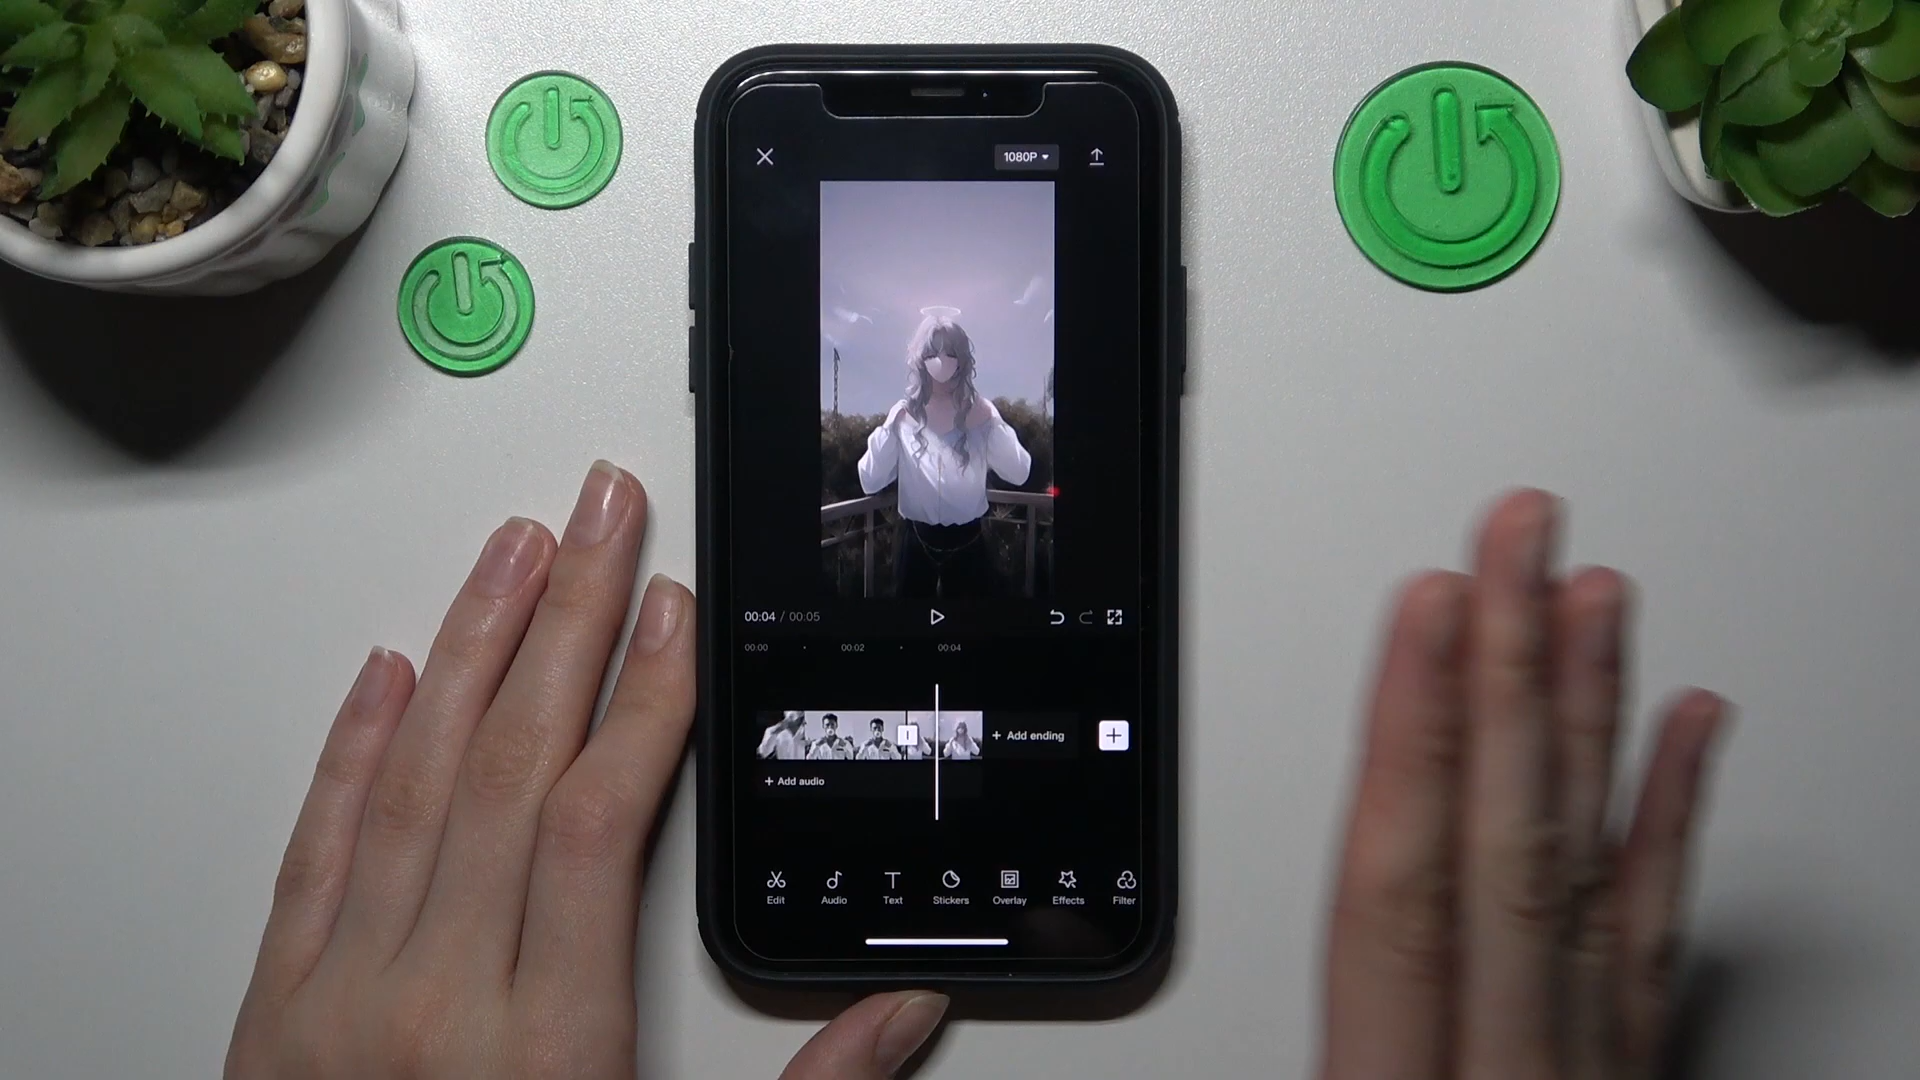 1080P
00:04 / 00:05
00:00 00:02 00:04
+ Add ending
+ Add audio
Edit Audio Text Stickers Overlay Effects Filter